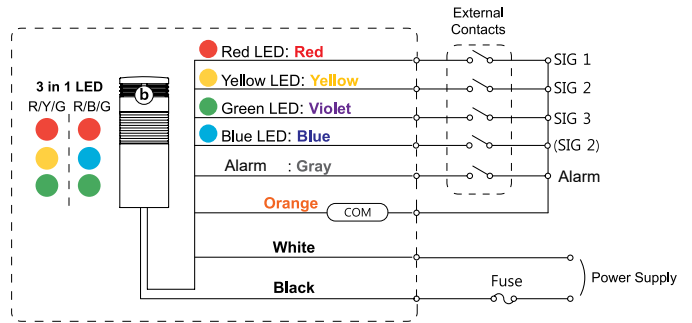 External
Contacts
Red LED: Red
SIG 1
Yellow LED: Yellow
SIG 2
3 in 1 LED
R/Y/G R/B/G
b
Green LED: Violet
SIG 3
Blue LED: Blue
(SIG 2)
Alarm : Gray
Alarm
Orange
COM
White
Black
Fuse
Power Supply